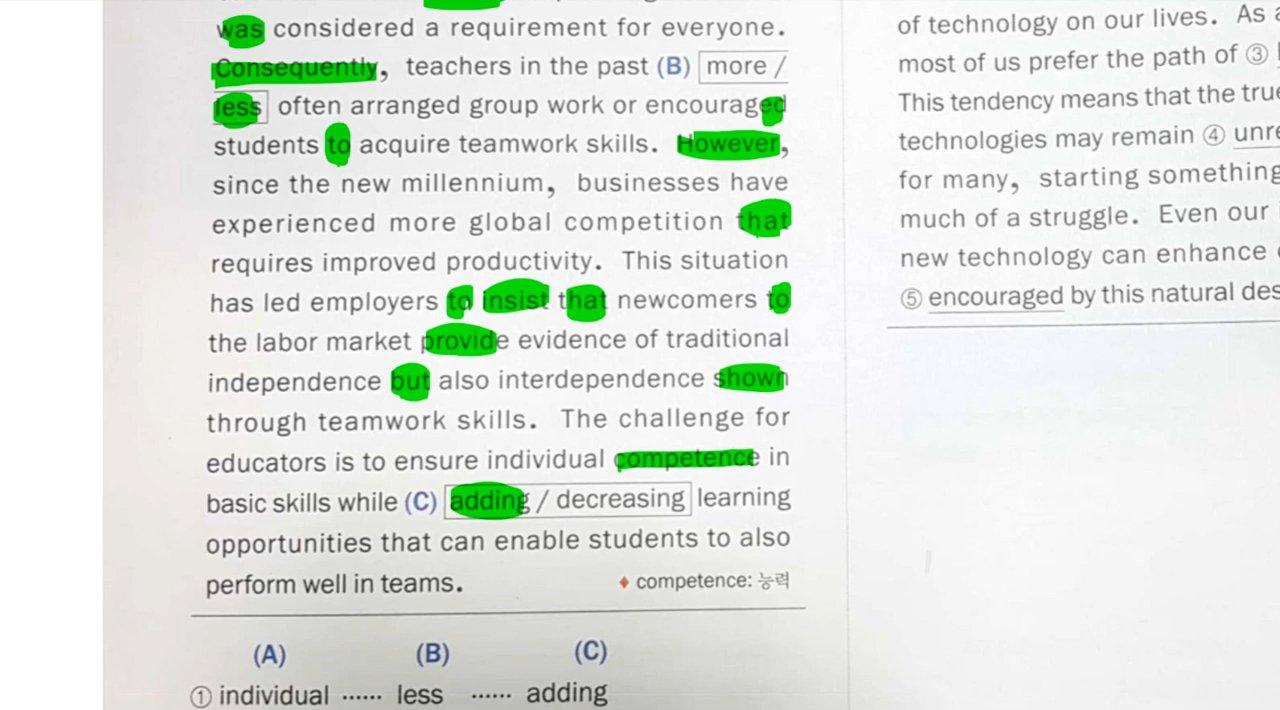 was considered a requirement for everyone.
Consequently, teachers in the past (B) more /
less often arranged group work or encouraged
students to acquire teamwork skills. However,
since the new millennium, businesses have
experienced more global competition that
requires improved productivity. This situation
has led employers to insist that newcomers to
the labor market provide evidence of traditional
independence but also interdependence shown
through teamwork skills. The challenge for
educators is to ensure individual competence in
basic skills while (C) adding / decreasing learning
opportunities that can enable students to also
perform well in teams.
♦ competence: 능력
(A) (B) (C)
① individual ...... less ...... adding
of technology on our lives. As
most of us prefer the path of ③
This tendency means that the true
technologies may remain ④
for many, starting something
much of a struggle. Even our
new technology can enhance
⑤ encouraged by this natural